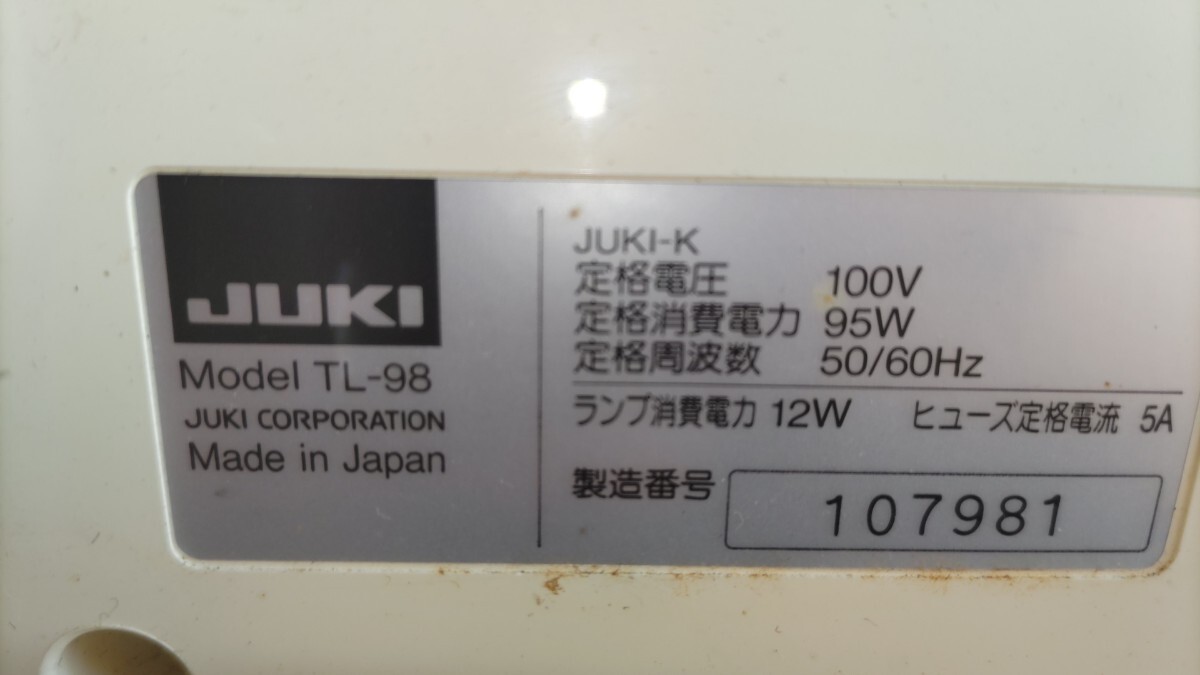 JUKI
Model TL-98
JUKI CORPORATION
Made in Japan
JUKI-K
定格電圧 100V
定格消費電力 95W
定格周波数 50/60Hz
ランプ消費電力 12W ヒューズ定格電流 5A
製造番号 107981